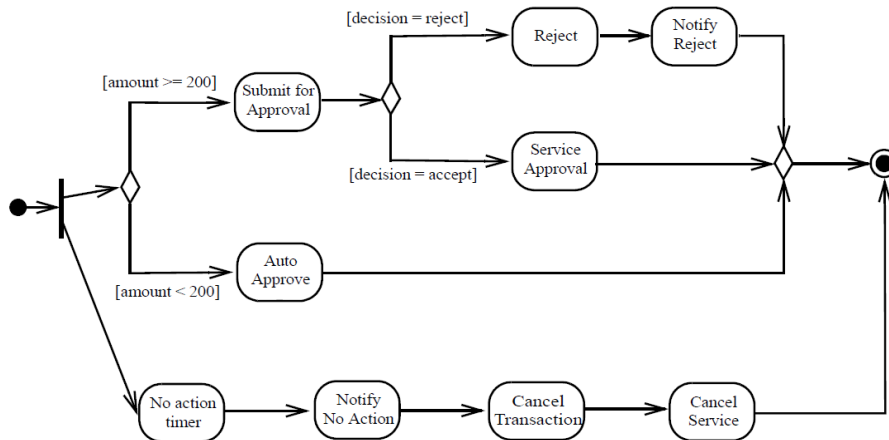 [decision = reject]
Reject
Notify
Reject
[amount >= 200]
Submit for
Approval
[decision = accept]
Service
Approval
Auto
Approve
[amount < 200]
No action
timer
Notify
No Action
Cancel
Transaction
Cancel
Service